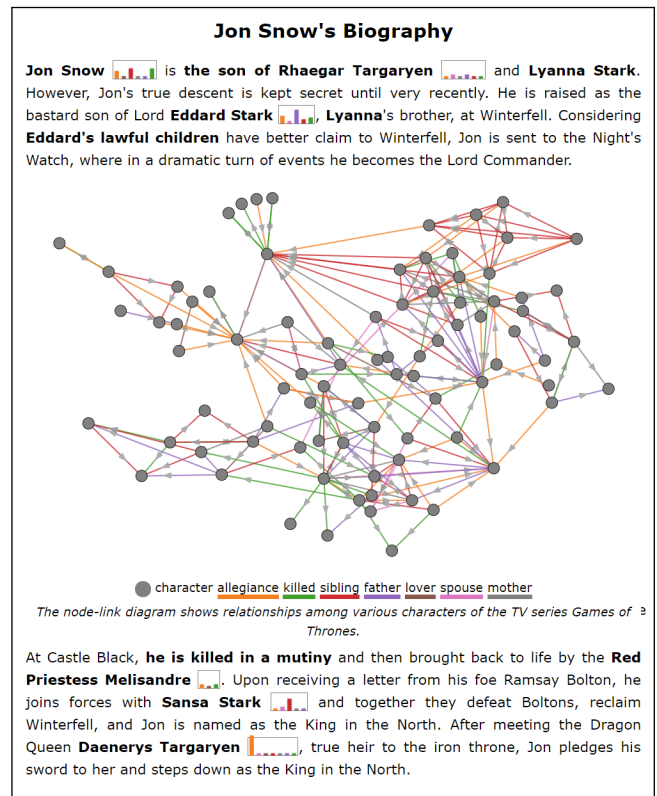 Jon Snow's Biography
Jon Snow is the son of Rhaegar Targaryen and Lyanna Stark.
However, Jon's true descent is kept secret until very recently. He is raised as the
bastard son of Lord Eddard Stark , Lyanna's brother, at Winterfell. Considering
Eddard's lawful children have better claim to Winterfell, Jon is sent to the Night's
Watch, where in a dramatic turn of events he becomes the Lord Commander.
character allegiance killed sibling father lover spouse mother
The node-link diagram shows relationships among various characters of the TV series Games of e
Thrones.
At Castle Black, he is killed in a mutiny and then brought back to life by the Red
Priestess Melisandre . Upon receiving a letter from his foe Ramsay Bolton, he
joins forces with Sansa Stark and together they defeat Boltons, reclaim
Winterfell, and Jon is named as the King in the North. After meeting the Dragon
Queen Daenerys Targaryen , true heir to the iron throne, Jon pledges his
sword to her and steps down as the King in the North.